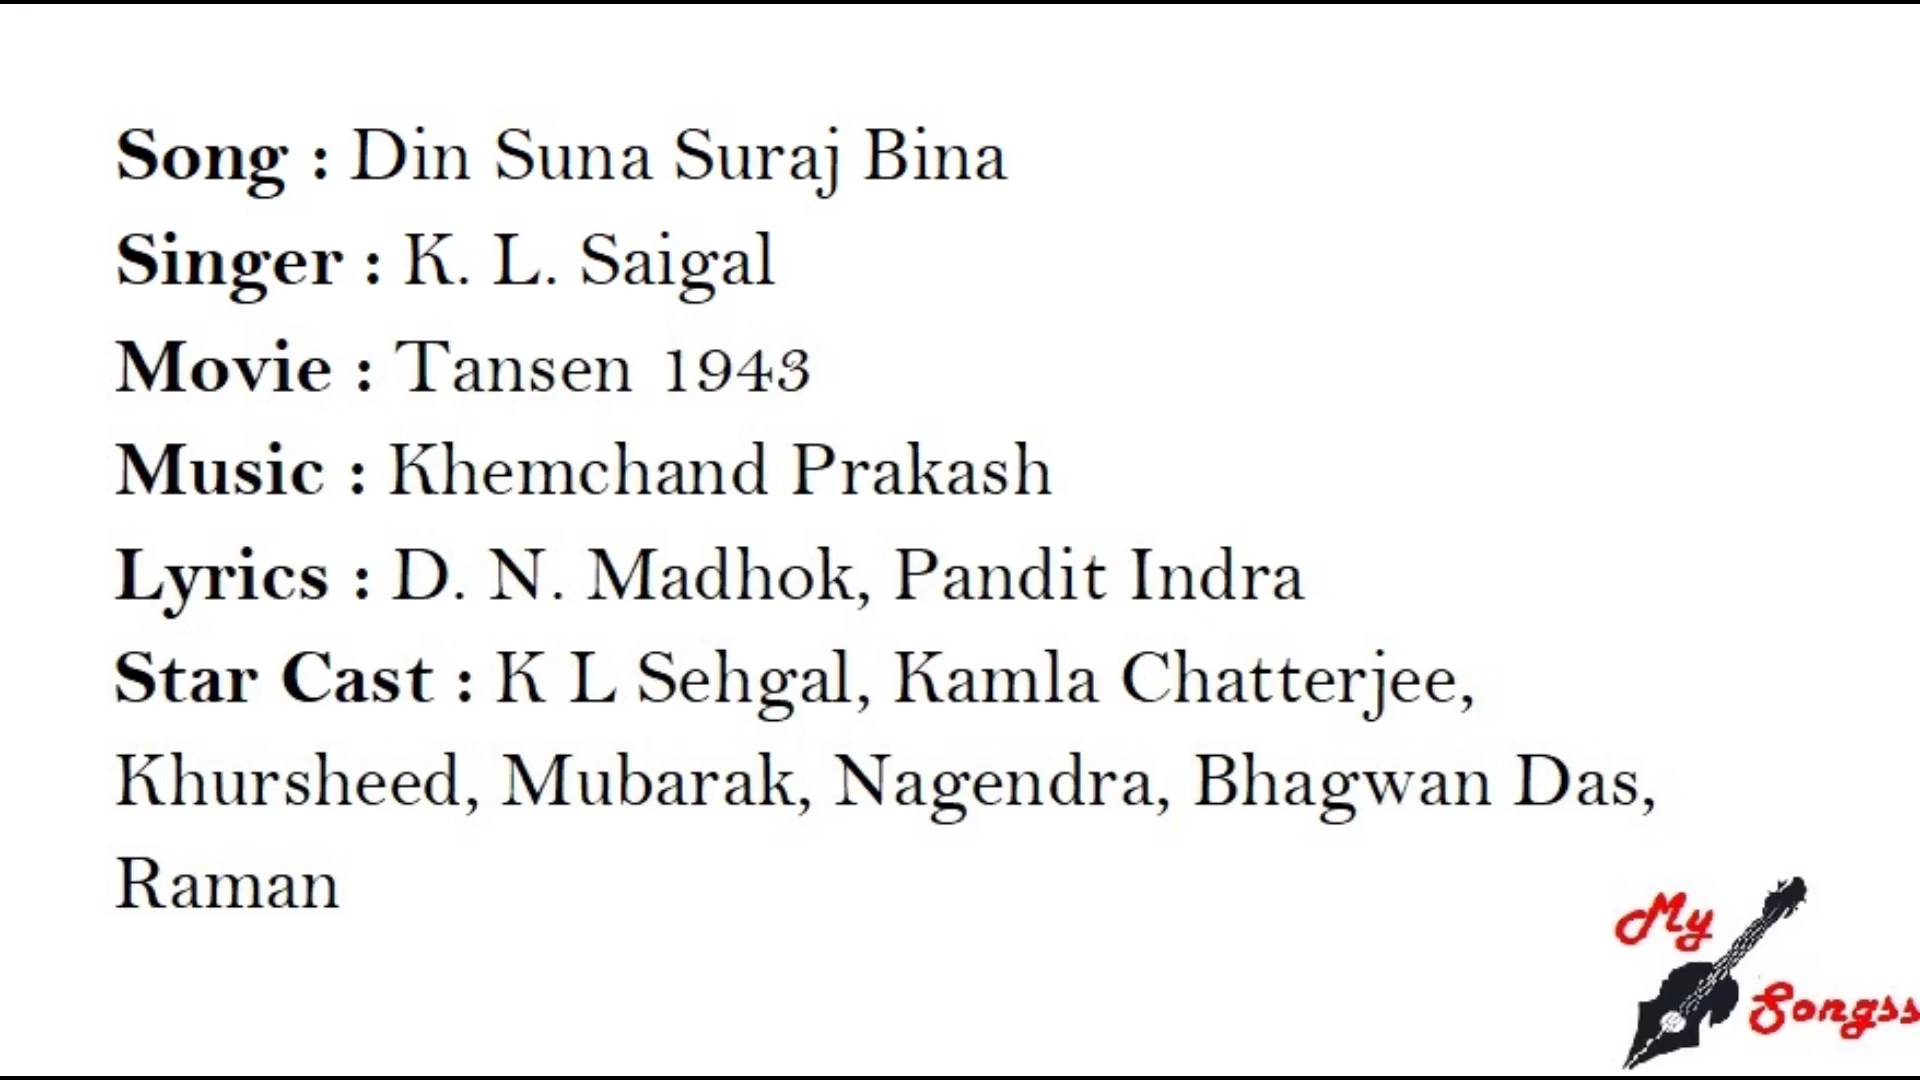 Song : Din Suna Suraj Bina
Singer : K. L. Saigal
Movie : Tansen 1943
Music : Khemchand Prakash
Lyrics : D. N. Madhok, Pandit Indra
Star Cast : K L Sehgal, Kamla Chatterjee,
Khursheed, Mubarak, Nagendra, Bhagwan Das,
Raman
My
Songss